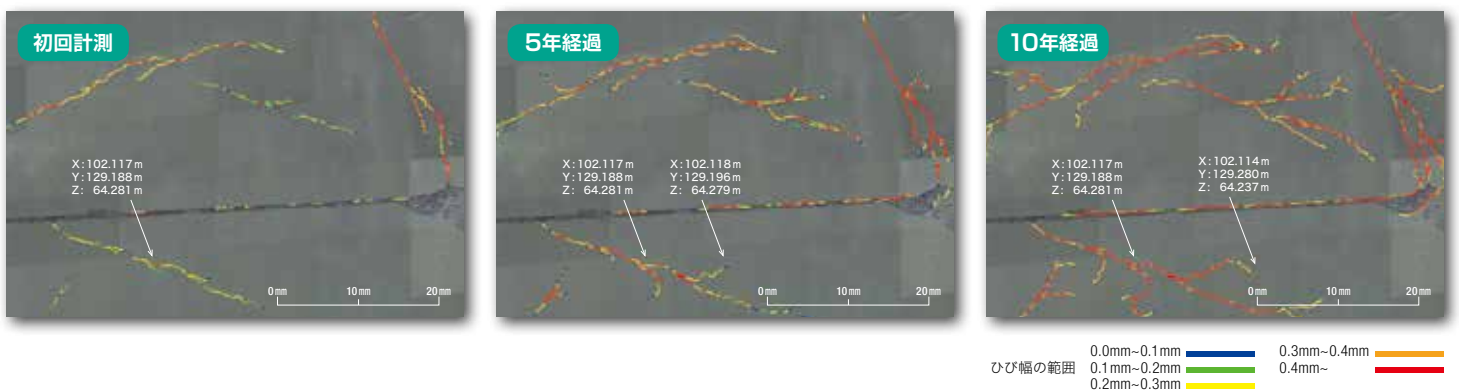 初回計測
X:102.117m
Y:129.188m
Z: 64.281m
0mm 10mm 20mm
5年経過
X:102.117m
Y:129.188m
Z: 64.281m
X:102.118m
Y:129.196m
Z: 64.279m
0mm 10mm 20mm
10年経過
X:102.117m
Y:129.188m
Z: 64.281m
X:102.114m
Y:129.280m
Z: 64.237m
0mm 10mm 20mm
ひび幅の範囲
0.0mm~0.1mm
0.1mm~0.2mm
0.2mm~0.3mm
0.3mm~0.4mm
0.4mm~